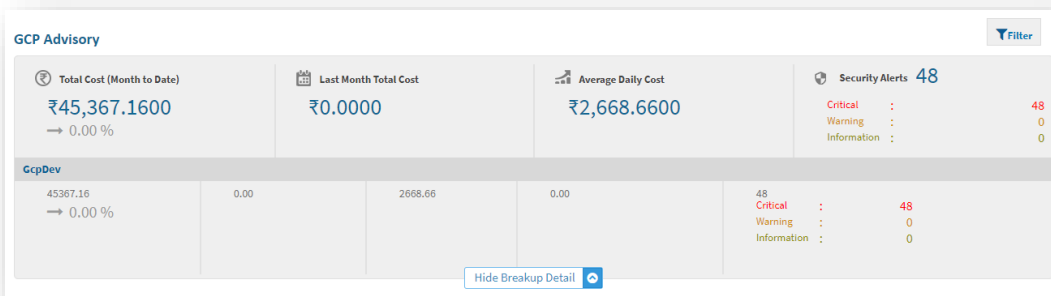 GCP Advisory
Filter
Total Cost (Month to Date)
₹45,367.1600
0.00 %
Last Month Total Cost
₹0.0000
Average Daily Cost
₹2,668.6600
Security Alerts 48
Critical : 48
Warning : 0
Information : 0
GcpDev
45367.16
0.00 %
0.00
2668.66
0.00
48
Critical : 48
Warning : 0
Information : 0
Hide Breakup Detail